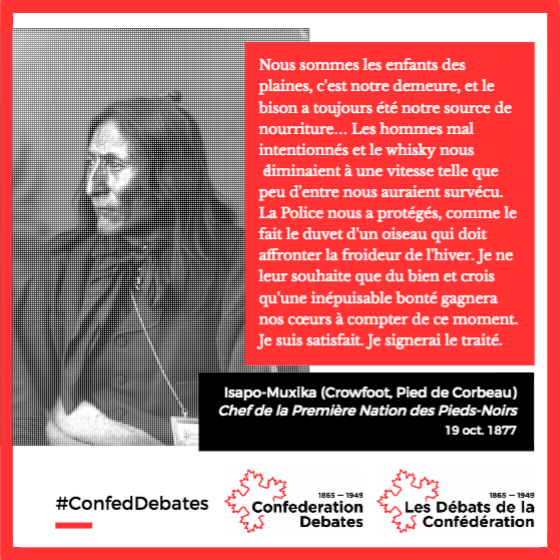 Nous sommes les enfants des
plaines, c'est notre demeure, et le
bison a toujours été notre source de
nourriture... Les hommes mal
intentionnés et le whisky nous
diminaient à une vitesse telle que
peu d'entre nous auraient survécu.
La Police nous a protégés, comme le
fait le duvet d'un oiseau qui doit
affronter la froideur de l'hiver. Je ne
leur souhaite que du bien et crois
qu'une inépuisable bonté gagnera
nos cœurs à compter de ce moment.
Je suis satisfait. Je signerai le traité.
Isapo-Muxika (Crowfoot, Pied de Corbeau)
Chef de la Première Nation des Pieds-Noirs
19 oct. 1877
#ConfedDebates
1865 — 1949
Confederation
Debates
1865 — 1949
Les Débats de la
Confédération